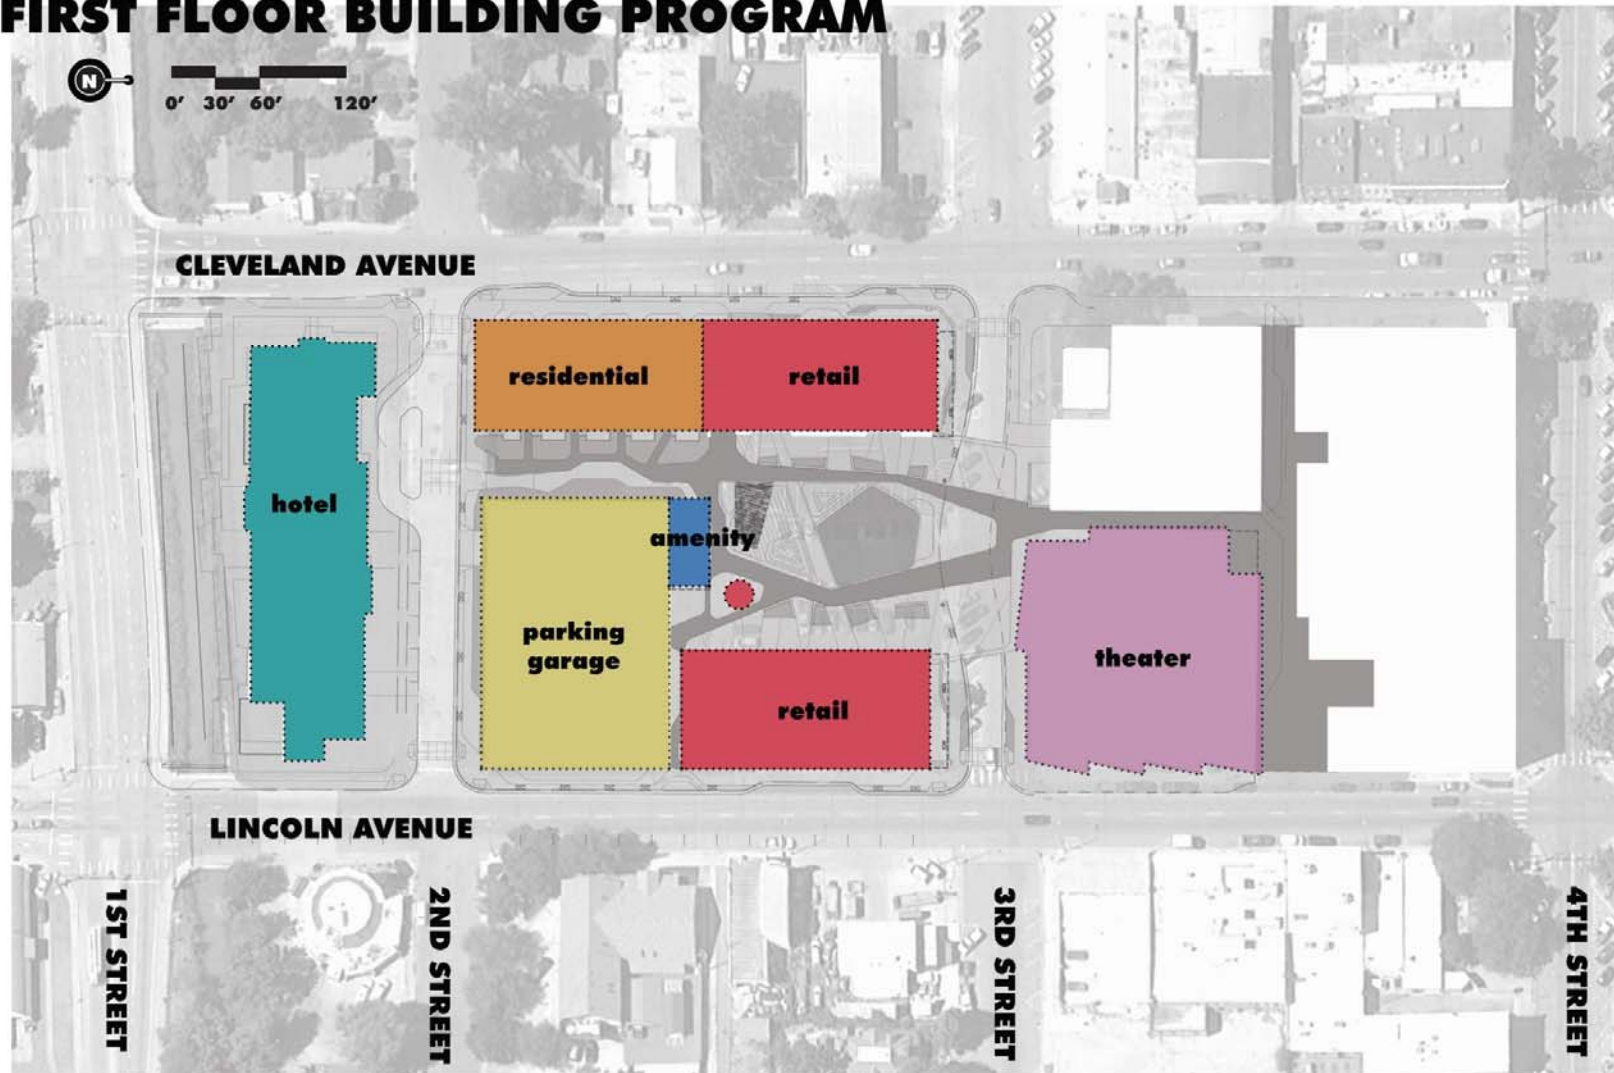 FIRST FLOOR BUILDING PROGRAM
N
0' 30' 60' 120'
CLEVELAND AVENUE
residential
retail
hotel
amenity
parking
garage
theater
retail
LINCOLN AVENUE
1ST STREET
2ND STREET
3RD STREET
4TH STREET